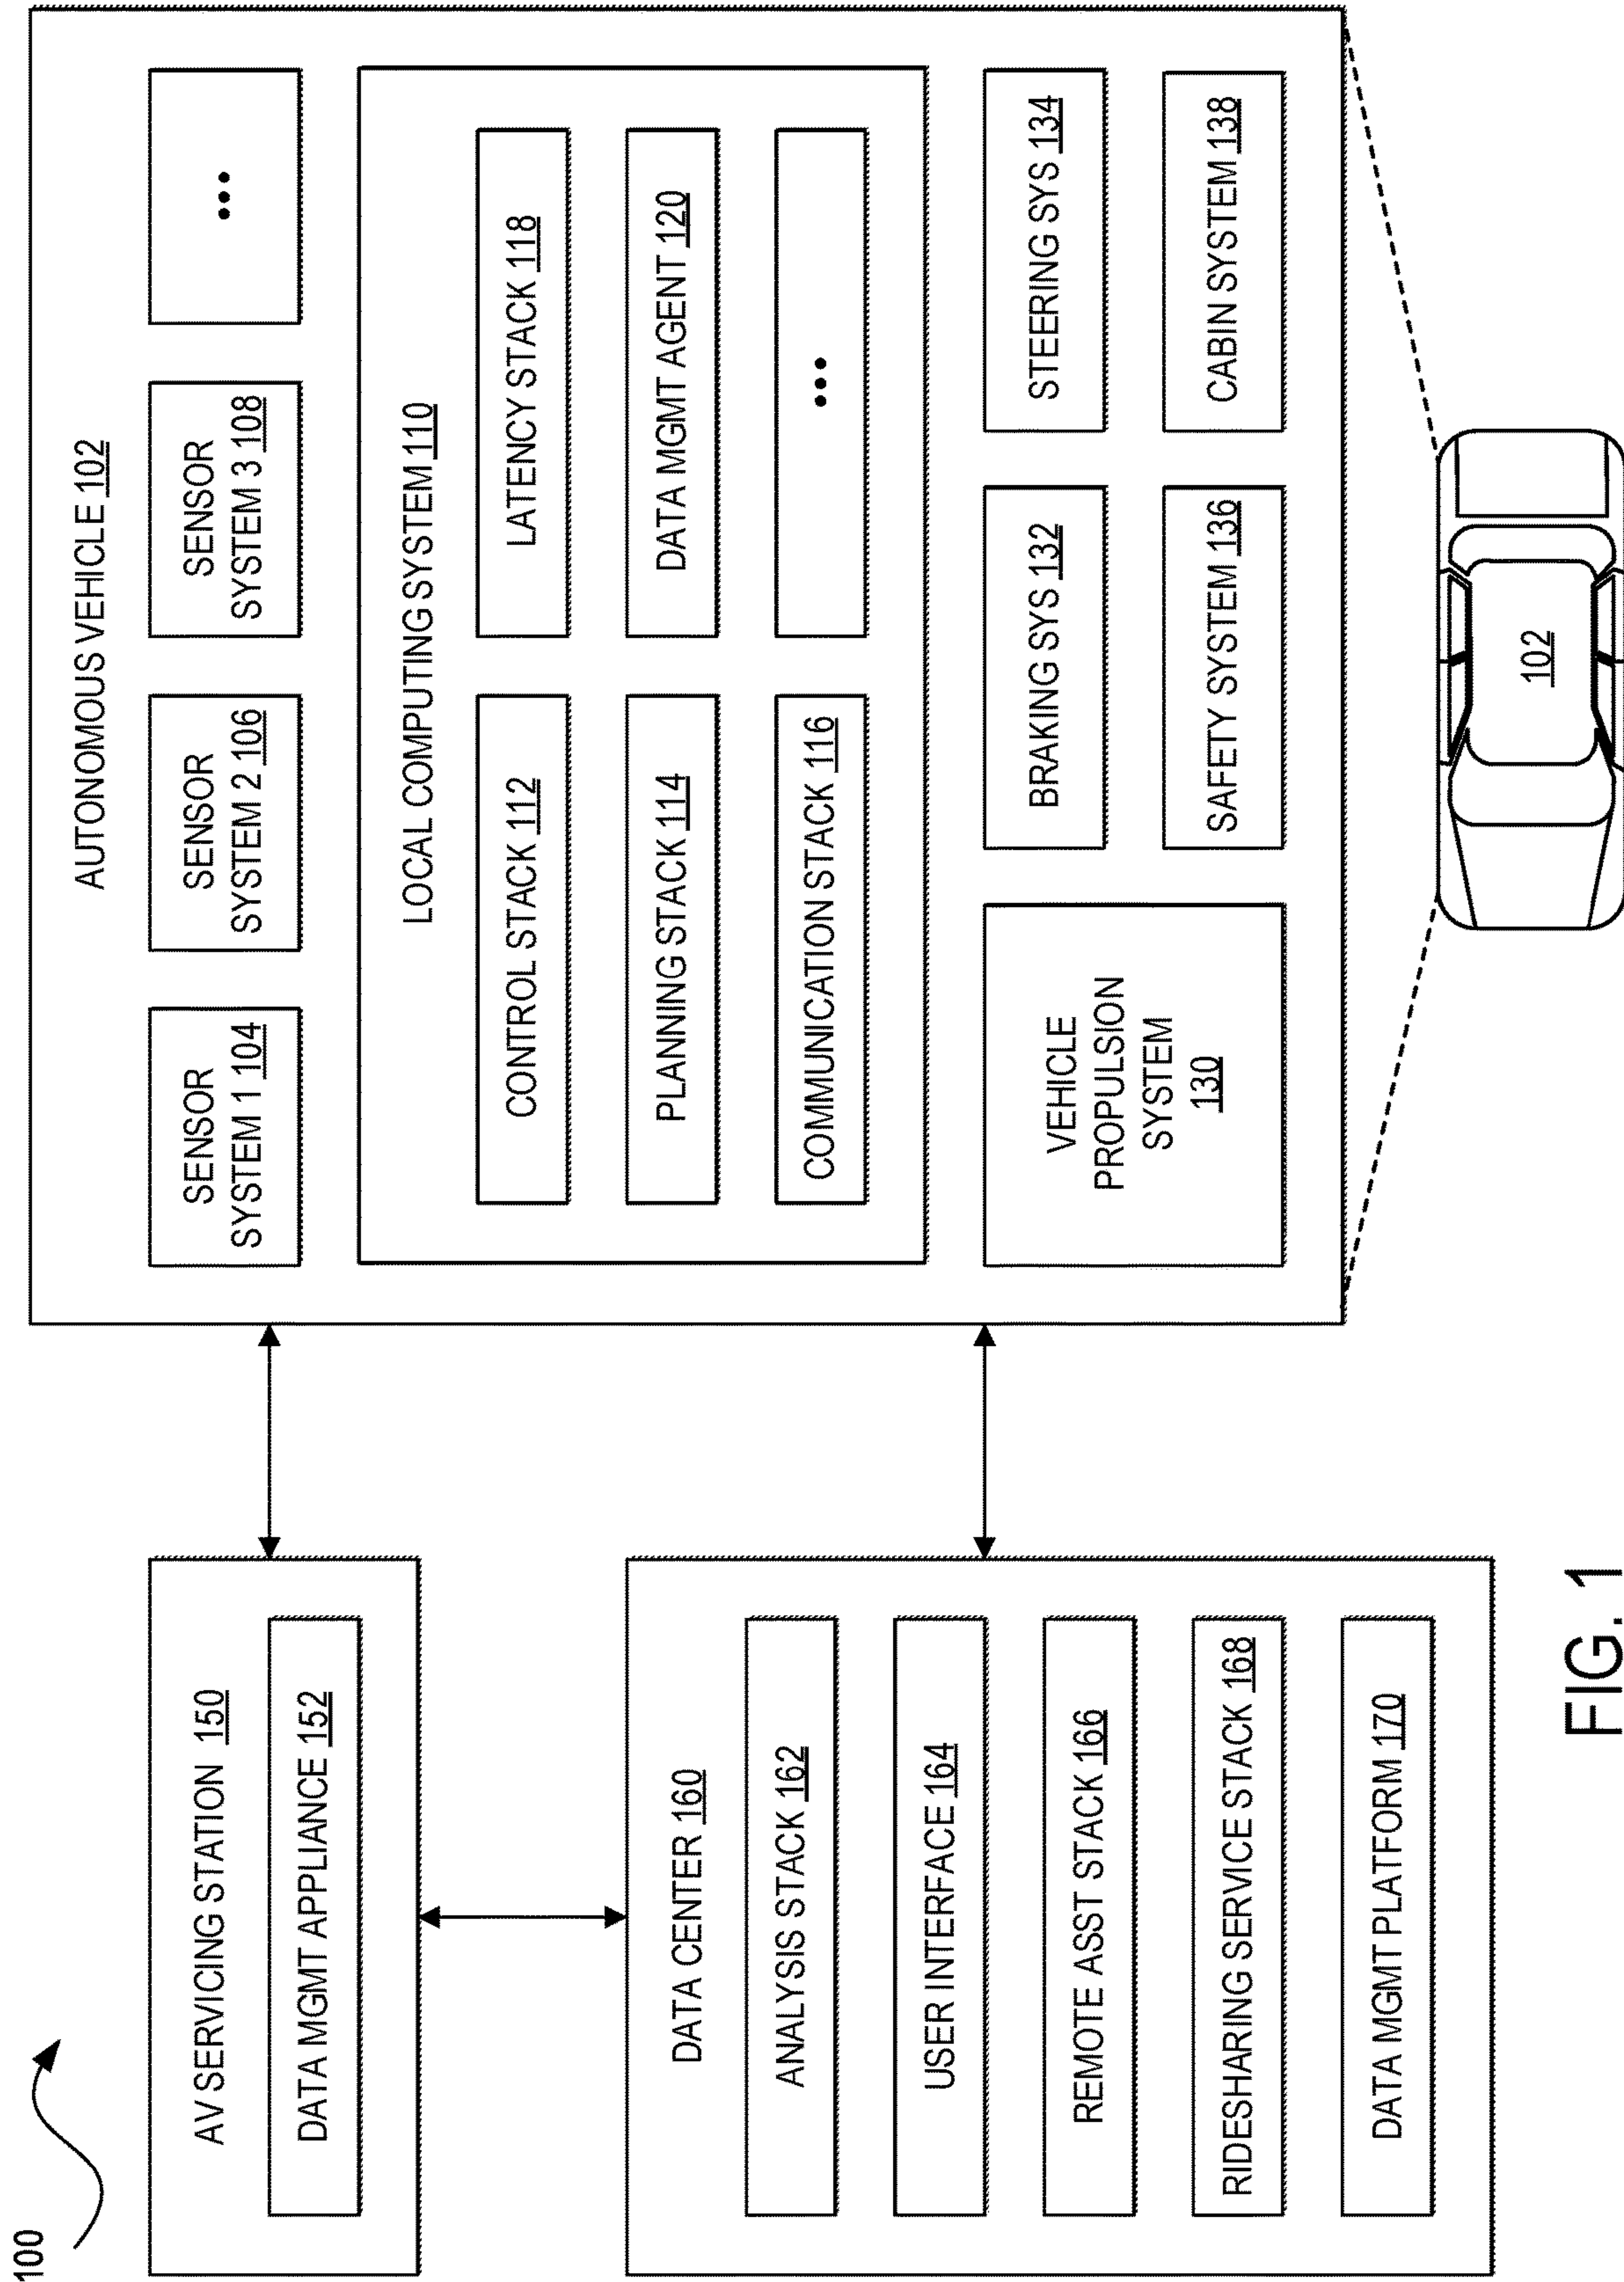 100
AV SERVICING STATION 150
DATA MGMT APPLIANCE 152
DATA CENTER 160
ANALYSIS STACK 162
USER INTERFACE 164
REMOTE ASST STACK 166
RIDESHARING SERVICE STACK 168
DATA MGMT PLATFORM 170
AUTONOMOUS VEHICLE 102
SENSOR
SYSTEM 1 104
SENSOR
SYSTEM 2 106
SENSOR
SYSTEM 3 108
...
LOCAL COMPUTING SYSTEM 110
CONTROL STACK 112
LATENCY STACK 118
PLANNING STACK 114
DATA MGMT AGENT 120
COMMUNICATION STACK 116
...
VEHICLE
PROPULSION
SYSTEM
130
BRAKING SYS 132
STEERING SYS 134
SAFETY SYSTEM 136
CABIN SYSTEM 138
102
FIG. 1